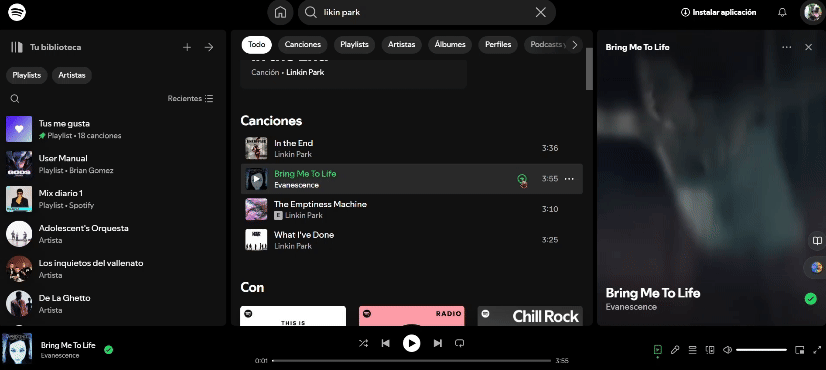 likin park
Instalar aplicación
Tu biblioteca
Playlists
Artistas
Recientes
Tus me gusta
Playlist • 18 canciones
User Manual
Playlist • Brian Gomez
Mix diario 1
Playlist • Spotify
Adolescent's Orquesta
Artista
Los inquietos del vallenato
Artista
De La Ghetto
Artista
Todo
Canciones
Playlists
Artistas
Álbumes
Perfiles
Podcasts y
In the End
Canción • Linkin Park
Canciones
In the End
Linkin Park
3:36
Bring Me To Life
Evanescence
3:55
The Emptiness Machine
E Linkin Park
3:10
What I've Done
Linkin Park
3:25
Con
THIS IS
RADIO
Chill Rock
Bring Me To Life
Bring Me To Life
Evanescence
Bring Me To Life
Evanescence
0:01
3:55